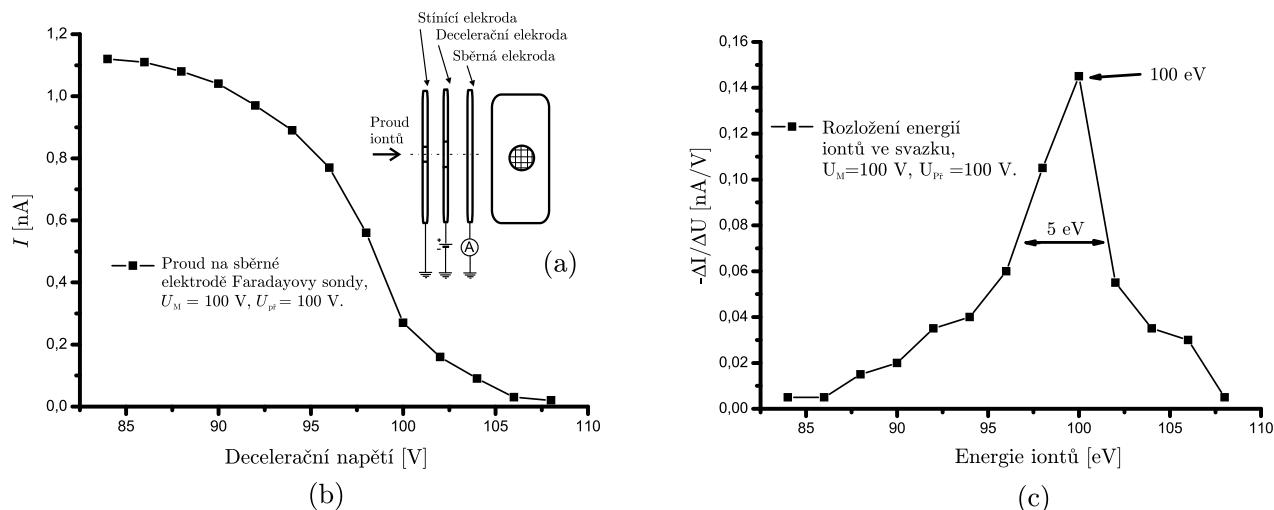 Stínící elekroda
Decelerační elekroda
Sběrná elekroda
Proud
iontů
+
-
A
(a)
1,2
1,0
0,8
0,6
0,4
0,2
0,0
I [nA]
Proud na sběrné
elektrodě Faradayovy sondy,
U_M = 100 V, U_př = 100 V.
85
90
95
100
105
110
Decelerační napětí [V]
(b)
0,16
0,14
0,12
0,10
0,08
0,06
0,04
0,02
0,00
-ΔI/ΔU [nA/V]
100 eV
Rozložení energií
iontů ve svazku,
U_M=100 V, U_Př =100 V.
5 eV
85
90
95
100
105
110
Energie iontů [eV]
(c)